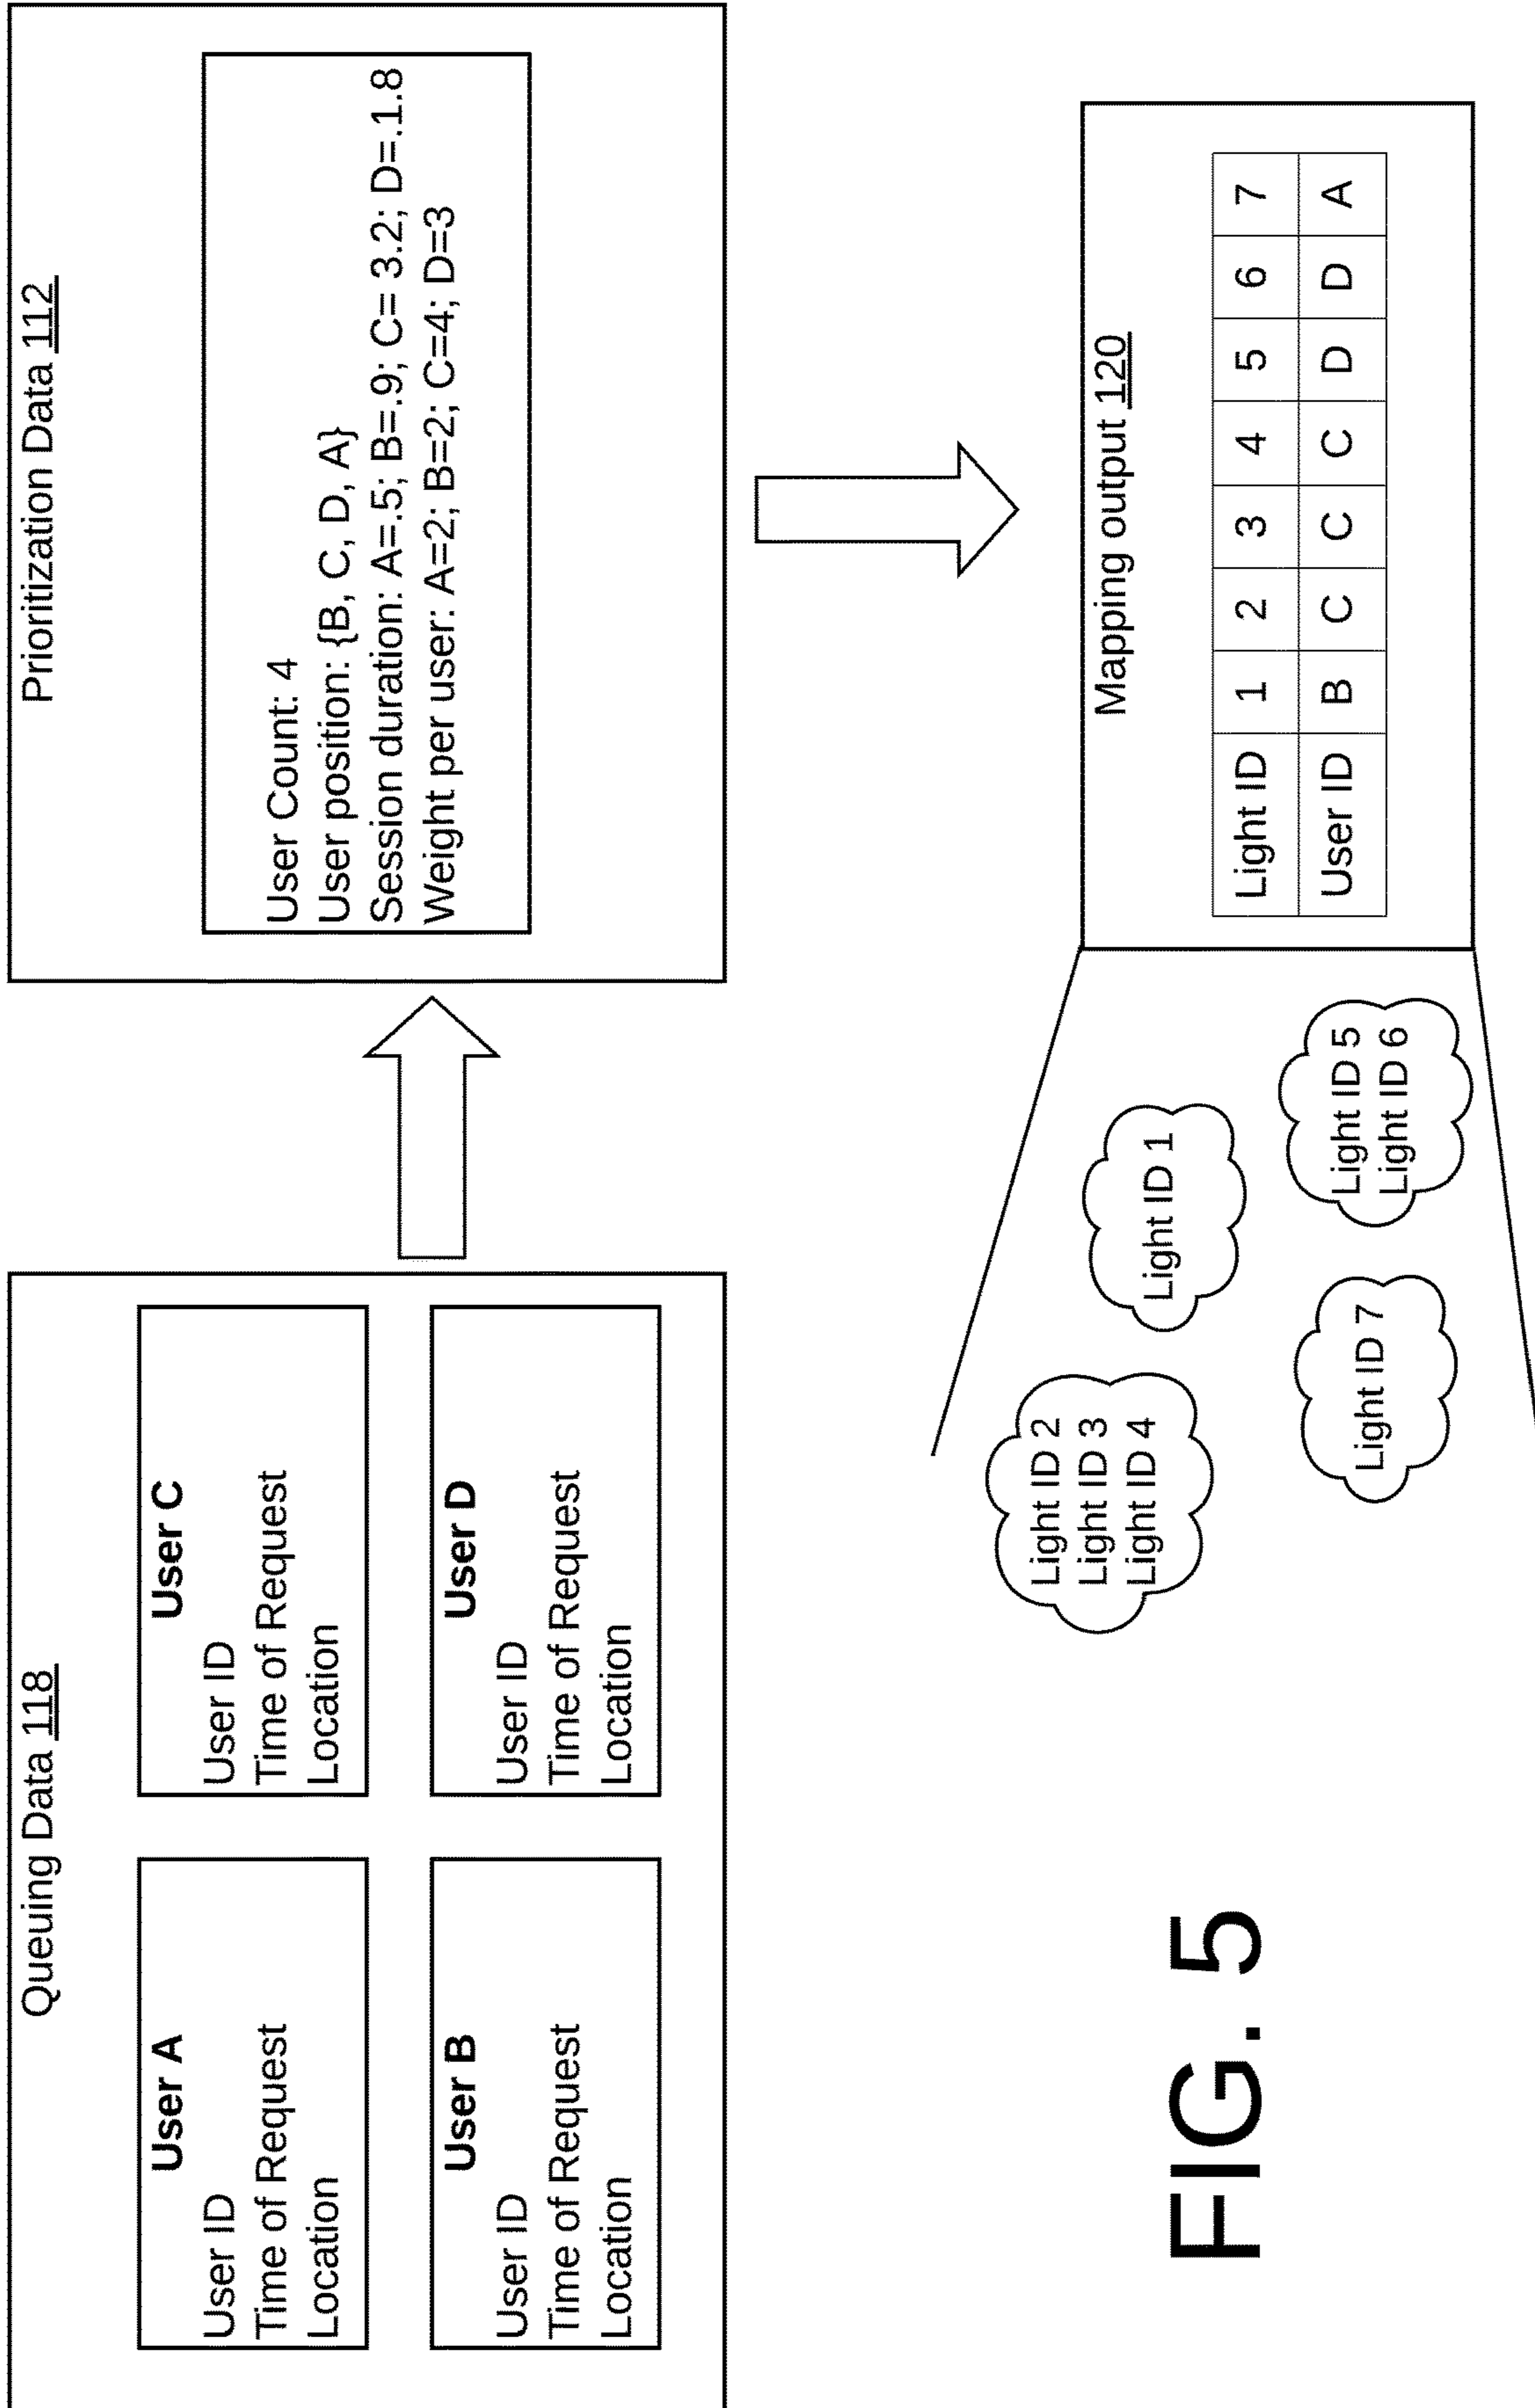 Queuing Data 118
User A
User ID
Time of Request
Location
User C
User ID
Time of Request
Location
User B
User ID
Time of Request
Location
User D
User ID
Time of Request
Location
Prioritization Data 112
User Count: 4
User position: {B, C, D, A}
Session duration: A=.5; B=.9; C= 3.2; D=.1.8
Weight per user: A=2; B=2; C=4; D=3
Mapping output 120
Light ID 1 2 3 4 5 6 7
User ID B C C C D D A
Light ID 2
Light ID 3
Light ID 4
Light ID 1
Light ID 7
Light ID 5
Light ID 6
FIG. 5